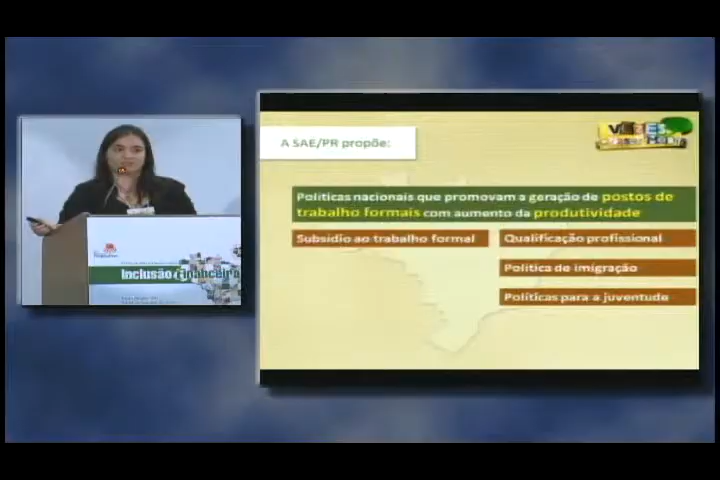 A SAE/PR propõe:
VOZES
Políticas nacionais que promovam a geração de postos de
trabalho formais com aumento da produtividade
Subsídio ao trabalho formal
Qualificação profissional
Política de imigração
Políticas para a juventude
Inclusão Financeira